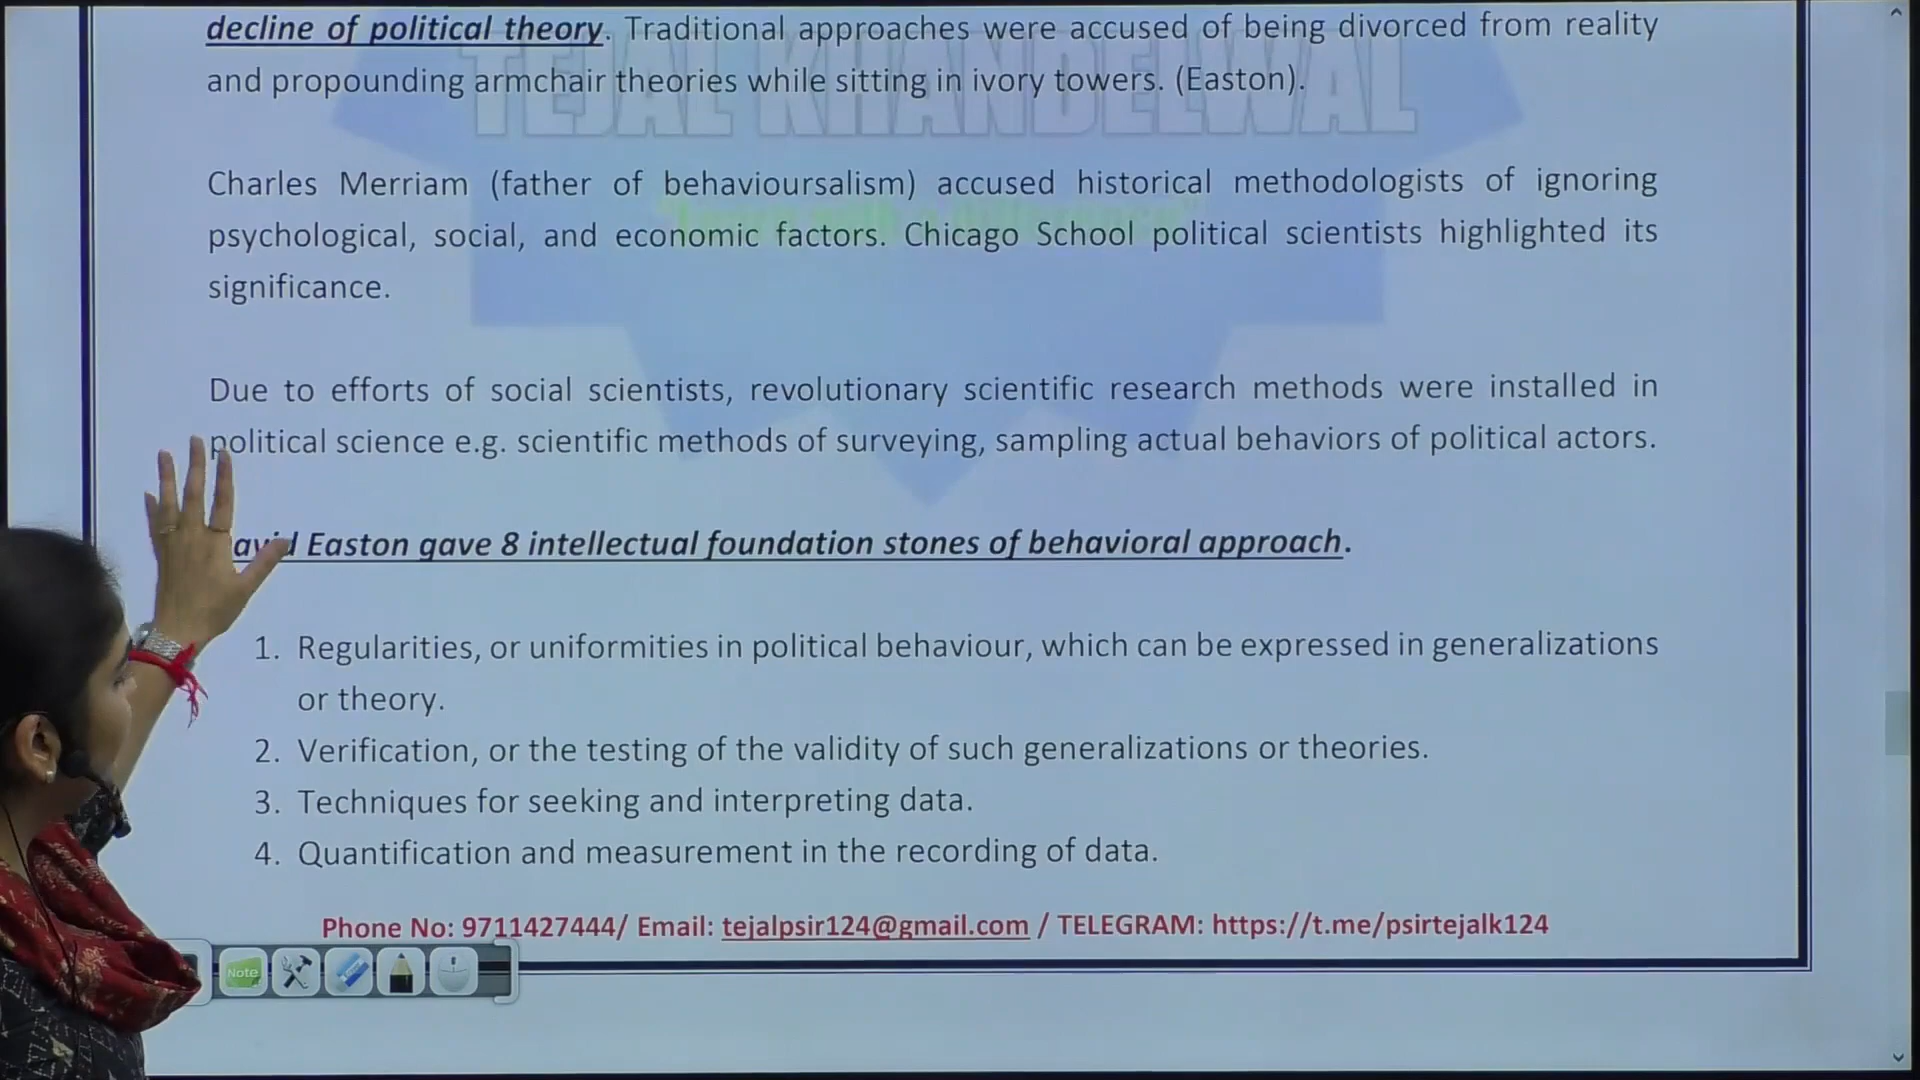 decline of political theory. Traditional approaches were accused of being divorced from reality
and propounding armchair theories while sitting in ivory towers. (Easton).
TEJAL KHANDELWAL
Charles Merriam (father of behavioursalism) accused historical methodologists of ignoring
psychological, social, and economic factors. Chicago School political scientists highlighted its
significance.
Due to efforts of social scientists, revolutionary scientific research methods were installed in
political science e.g. scientific methods of surveying, sampling actual behaviors of political actors.
avid Easton gave 8 intellectual foundation stones of behavioral approach.
1. Regularities, or uniformities in political behaviour, which can be expressed in generalizations
or theory.
2. Verification, or the testing of the validity of such generalizations or theories.
3. Techniques for seeking and interpreting data.
4. Quantification and measurement in the recording of data.
Phone No: 9711427444/ Email: tejalpsir124@gmail.com / TELEGRAM: https://t.me/psirtejalk124
Note